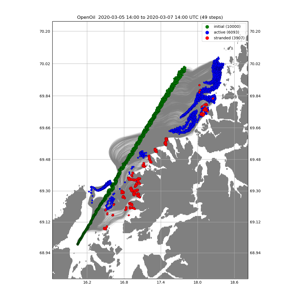 OpenOil 2020-03-05 14:00 to 2020-03-07 14:00 UTC (49 steps)
initial (10000)
active (6093)
stranded (3907)
70.20 70.20
70.02 70.02
69.84 69.84
69.66 69.66
69.48 69.48
69.30 69.30
69.12 69.12
68.94 68.94
16.2 16.8 17.4 18.0 18.6